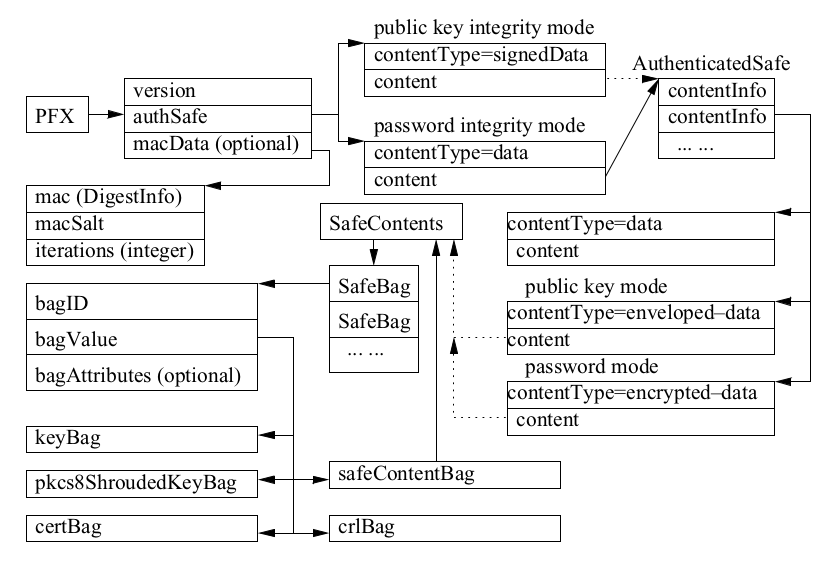 public key integrity mode
contentType=signedData
content
AuthenticatedSafe
contentInfo
contentInfo
... ...
PFX
version
authSafe
macData (optional)
password integrity mode
contentType=data
content
mac (DigestInfo)
macSalt
iterations (integer)
SafeContents
SafeBag
SafeBag
... ...
contentType=data
content
public key mode
contentType=enveloped–data
content
password mode
contentType=encrypted–data
content
bagID
bagValue
bagAttributes (optional)
keyBag
pkcs8ShroudedKeyBag
certBag
safeContentBag
crlBag